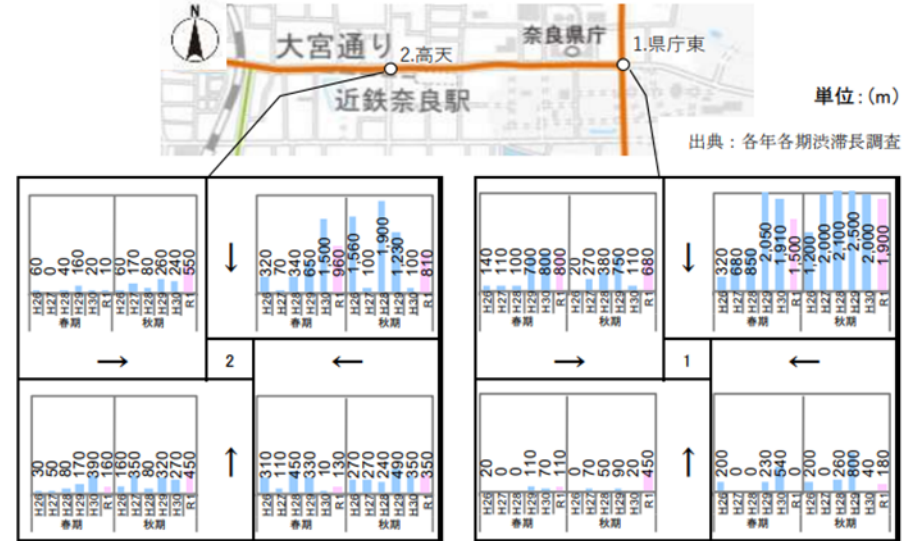 N
大宮通り
2.高天
奈良県庁
1.県庁東
近鉄奈良駅
単位：(m)
出典：各年各期渋滞長調査
60 0 40 160 20 10 60 170 80 260 240 550
H26 H27 H28 H29 H30 R1 H26 H27 H28 H29 H30 R1
春期 秋期
↓
320 70 340 650 1,500 960 1,560 100 1,900 1,230 100 810
H26 H27 H28 H29 H30 R1 H26 H27 H28 H29 H30 R1
春期 秋期
→
2
←
30 50 80 170 390 160 160 350 80 320 270 450
H26 H27 H28 H29 H30 R1 H26 H27 H28 H29 H30 R1
春期 秋期
↑
310 110 450 330 10 130 270 270 240 490 350 350
H26 H27 H28 H29 H30 R1 H26 H27 H28 H29 H30 R1
春期 秋期
140 110 100 700 800 800 20 270 380 750 110 680
H26 H27 H28 H29 H30 R1 H26 H27 H28 H29 H30 R1
春期 秋期
↓
320 680 850 2,050 1,910 1,500 1,200 2,000 2,100 2,500 2,000 1,900
H26 H27 H28 H29 H30 R1 H26 H27 H28 H29 H30 R1
春期 秋期
→
1
←
20 0 0 110 70 110 0 70 50 90 20 450
H26 H27 H28 H29 H30 R1 H26 H27 H28 H29 H30 R1
春期 秋期
↑
200 0 0 230 540 0 200 0 260 800 40 180
H26 H27 H28 H29 H30 R1 H26 H27 H28 H29 H30 R1
春期 秋期